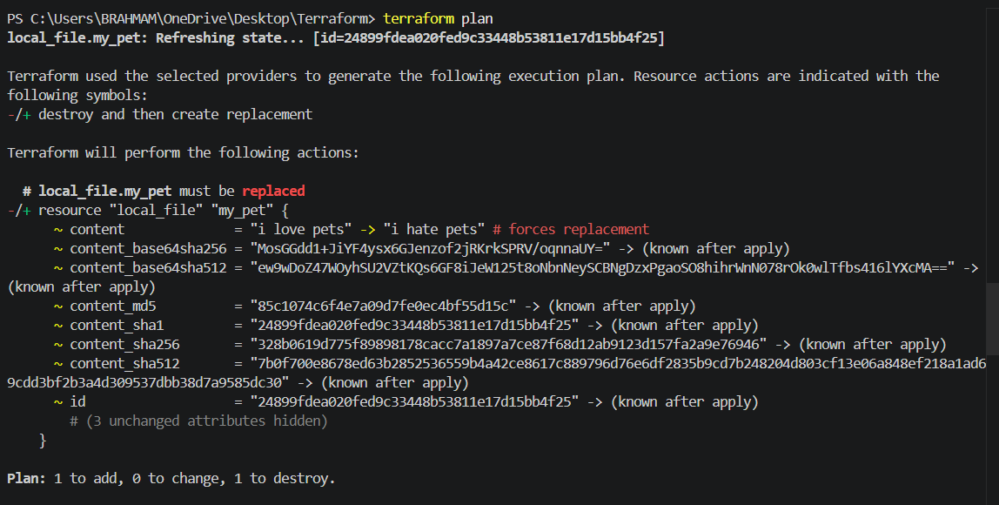 PS C:\Users\BRAHMAM\OneDrive\Desktop\Terraform> terraform plan
local_file.my_pet: Refreshing state... [id=24899fdea020fed9c33448b53811e17d15bb4f25]
Terraform used the selected providers to generate the following execution plan. Resource actions are indicated with the
following symbols:
-/+ destroy and then create replacement
Terraform will perform the following actions:
# local_file.my_pet must be replaced
-/+ resource "local_file" "my_pet" {
~ content = "i love pets" -> "i hate pets" # forces replacement
~ content_base64sha256 = "MosGGdd1+JiYF4ysx6GJenzof2jRKrkSPRV/oqnnaUY=" -> (known after apply)
~ content_base64sha512 = "ew9wDoZ47WOyhSU2VZtKQs6GF8iJeW125t8oNbnNeySCBNgDzxPgaoSO8hihrWnN078rOk0wlTfbs416lYXcMA==" ->
(known after apply)
~ content_md5 = "85c1074c6f4e7a09d7fe0ec4bf55d15c" -> (known after apply)
~ content_sha1 = "24899fdea020fed9c33448b53811e17d15bb4f25" -> (known after apply)
~ content_sha256 = "328b0619d775f89898178cacc7a1897a7ce87f68d12ab9123d157fa2a9e76946" -> (known after apply)
~ content_sha512 = "7b0f700e8678ed63b2852536559b4a42ce8617c889796d76e6df2835b9cd7b248204d803cf13e06a848ef218a1ad6
9cdd3bf2b3a4d309537dbb38d7a9585dc30" -> (known after apply)
~ id = "24899fdea020fed9c33448b53811e17d15bb4f25" -> (known after apply)
# (3 unchanged attributes hidden)
}
Plan: 1 to add, 0 to change, 1 to destroy.